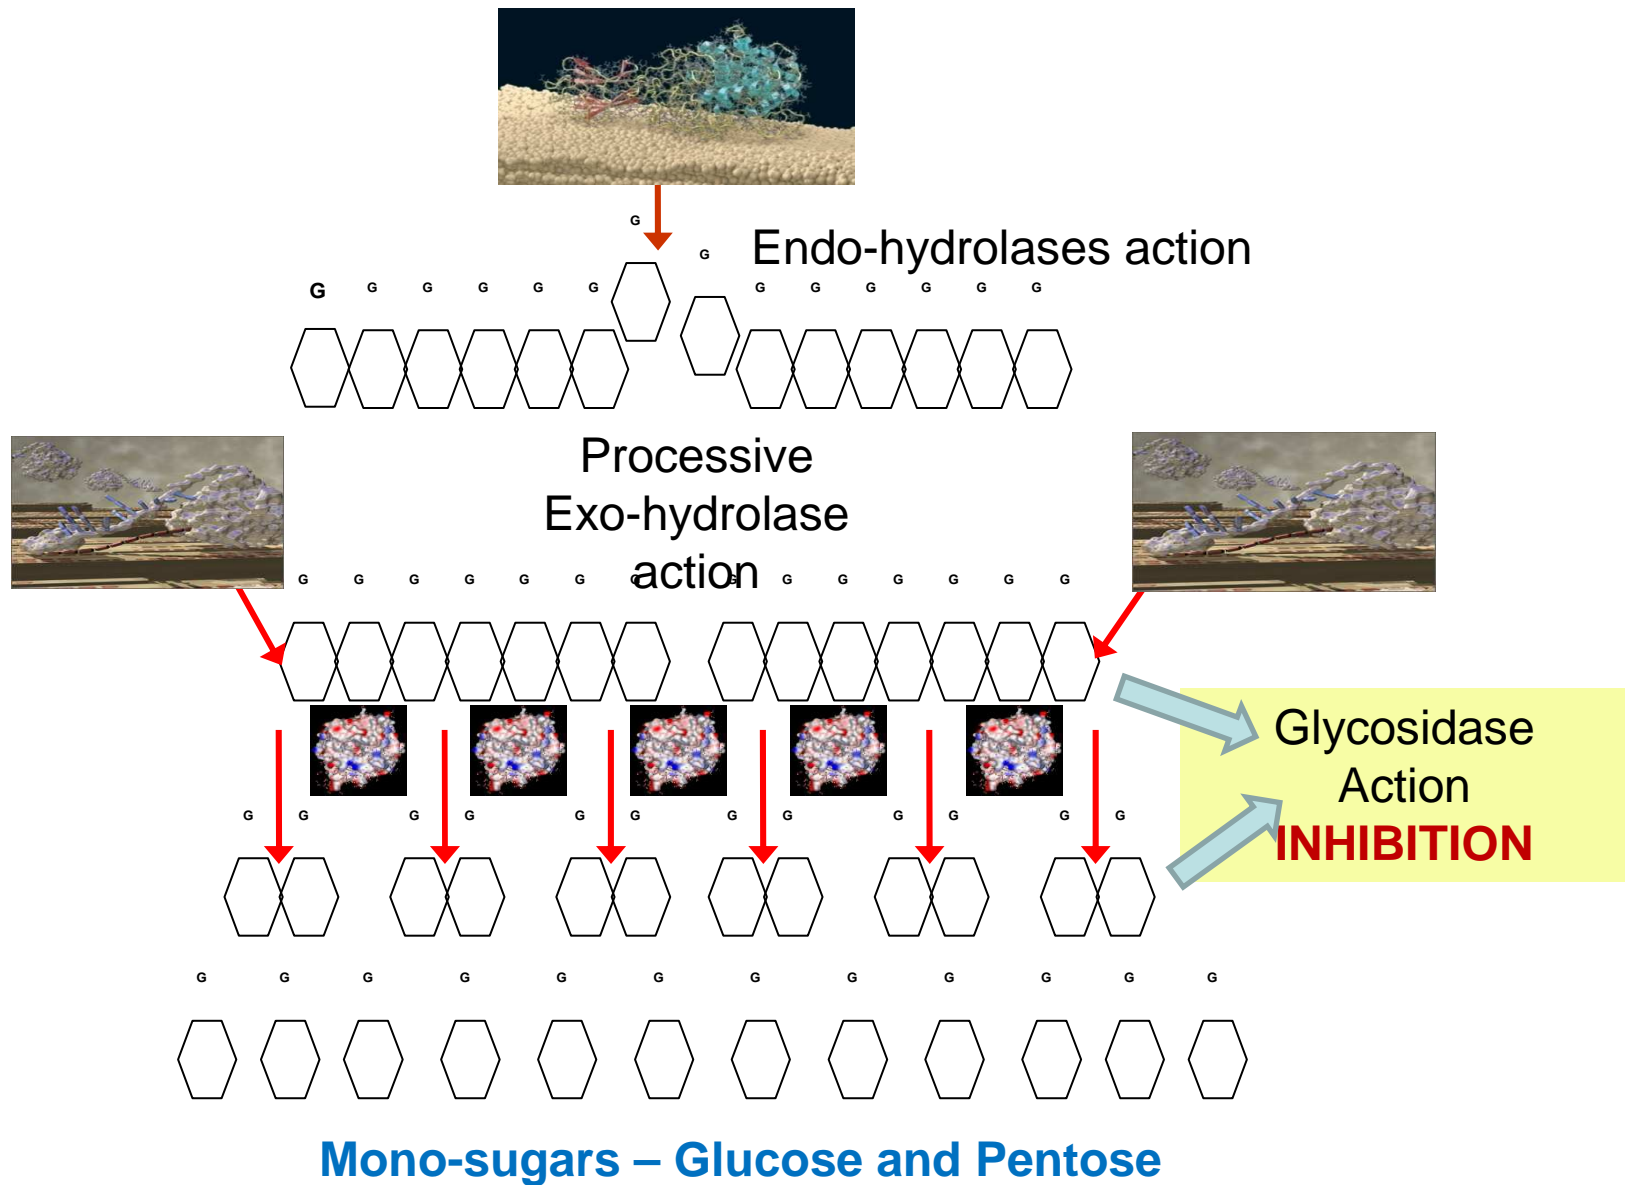 G
Endo-hydrolases action
G
G G G G G G G G G G G G
Processive
Exo-hydrolase
action
G G G G G G G G G G G G G G
Glycosidase
Action
INHIBITION
G G G G G G G G G G G G
G G G G G G G G G G G G
Mono-sugars – Glucose and Pentose